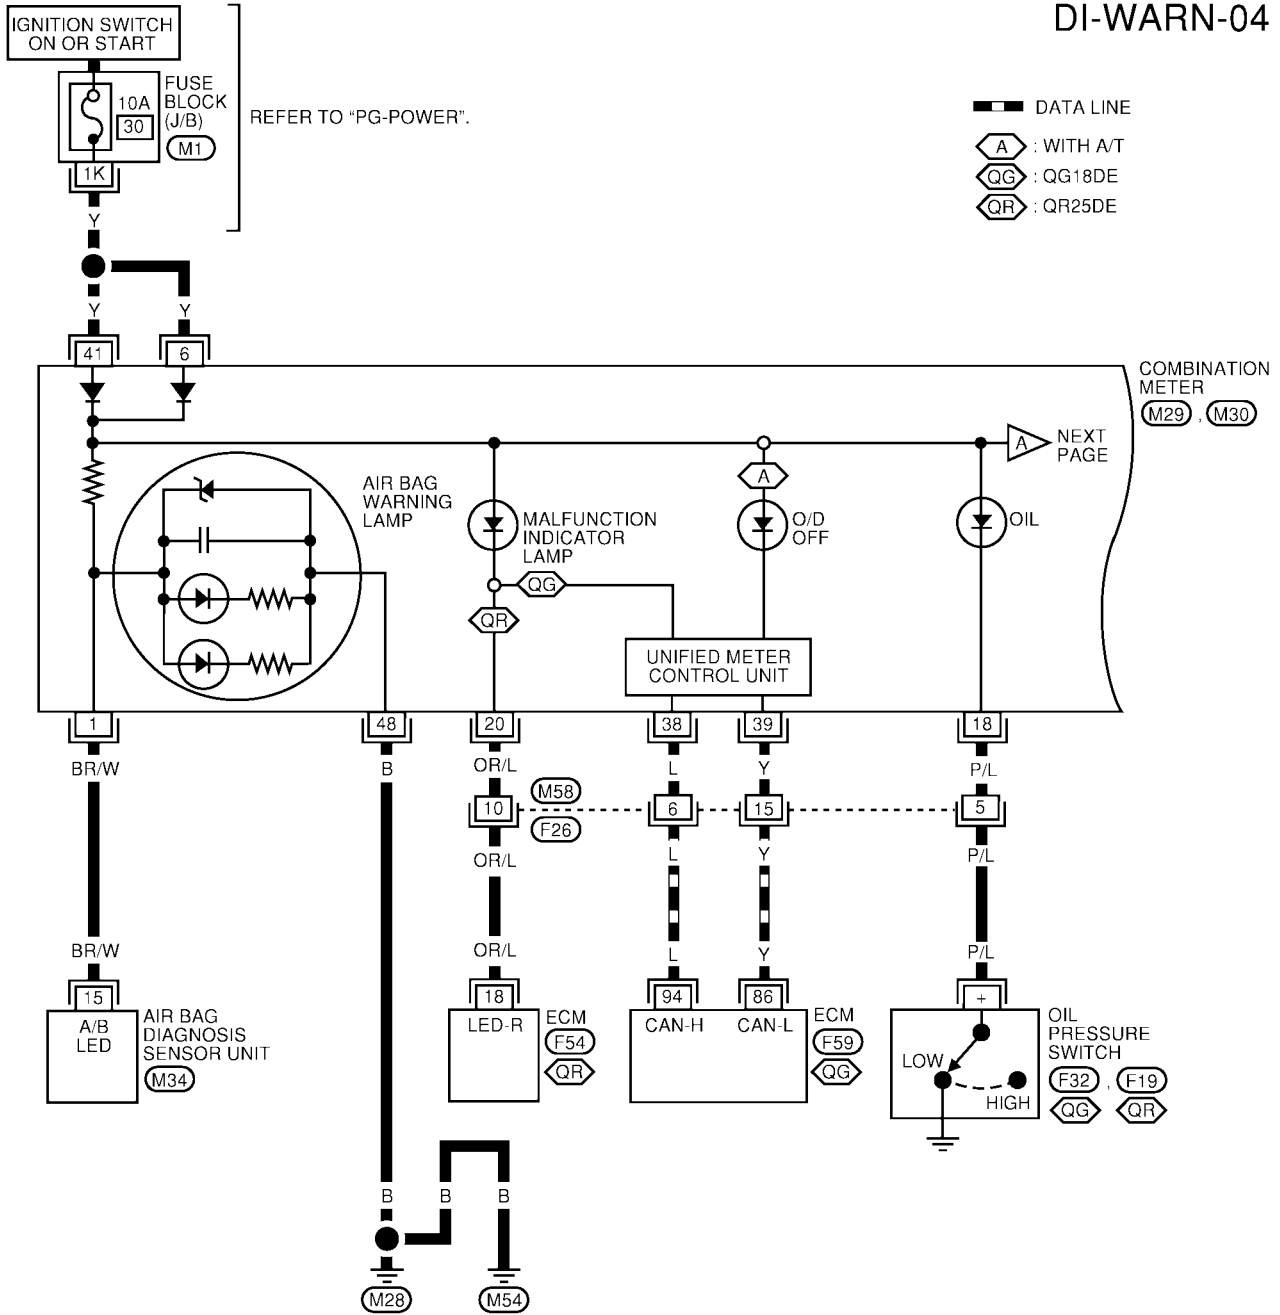 DI-WARN-04
IGNITION SWITCH
ON OR START
10A
30
FUSE
BLOCK
(J/B)
M1
REFER TO “PG-POWER”.
DATA LINE
A : WITH A/T
QG : QG18DE
QR : QR25DE
1K
Y
Y Y
41 6
COMBINATION
METER
M29 , M30
A NEXT
PAGE
AIR BAG
WARNING
LAMP
A
MALFUNCTION
INDICATOR
LAMP
O/D
OFF
OIL
QG
QR
UNIFIED METER
CONTROL UNIT
1 48 20 38 39 18
BR/W B OR/L L Y P/L
M58
10 6 15 5
F26
OR/L L Y P/L
BR/W OR/L L Y P/L
15 18 94 86 +
A/B
LED
AIR BAG
DIAGNOSIS
SENSOR UNIT
M34
LED-R
ECM
F54
QR
CAN-H CAN-L
ECM
F59
QG
LOW
HIGH
OIL
PRESSURE
SWITCH
F32 , F19
QG QR
B B B
M28 M54